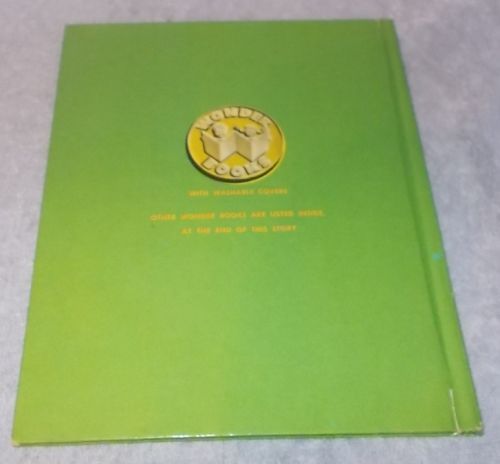 WONDER
BOOKS
WITH WASHABLE COVERS
OTHER WONDER BOOKS ARE LISTED INSIDE,
AT THE END OF THIS STORY